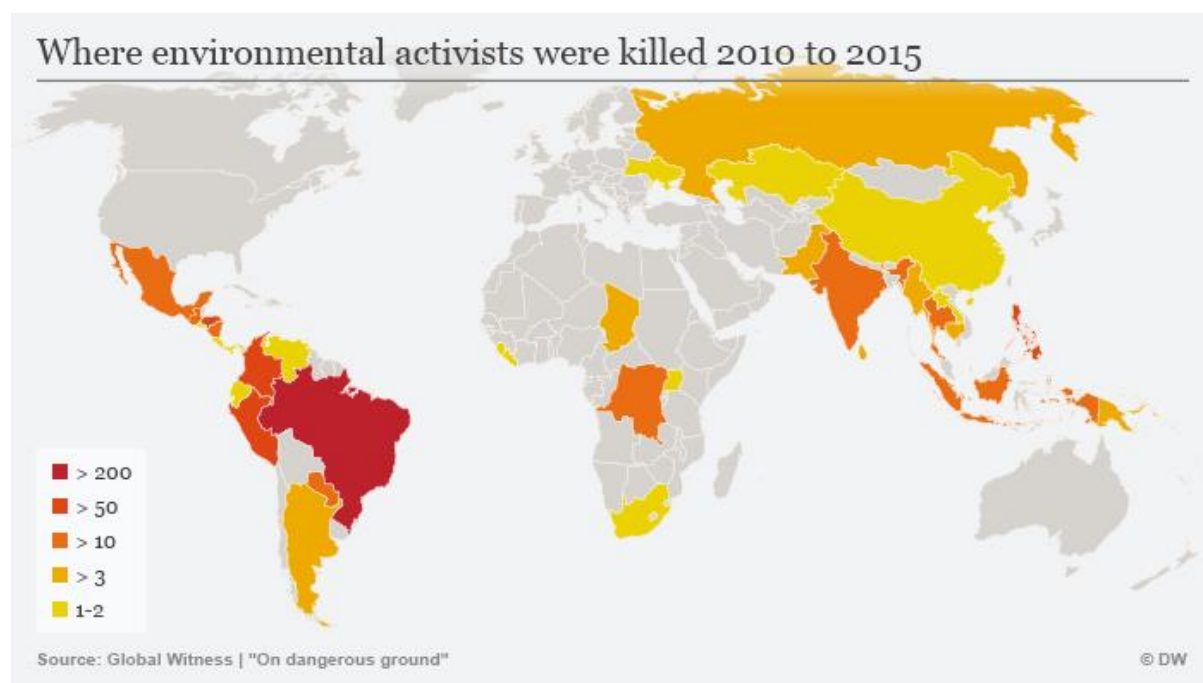 Where environmental activists were killed 2010 to 2015
> 200
> 50
> 10
> 3
1-2
Source: Global Witness | "On dangerous ground"
© DW